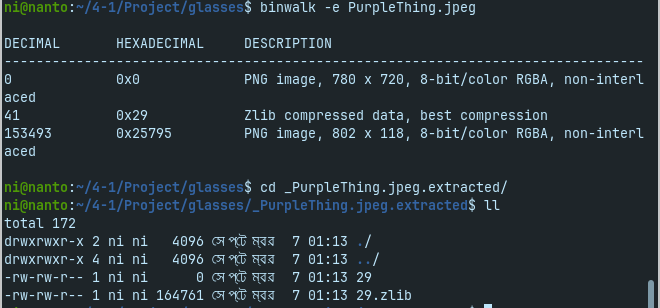 ni@nanto:~/4-1/Project/glasses$ binwalk -e PurpleThing.jpeg
DECIMAL       HEXADECIMAL     DESCRIPTION
--------------------------------------------------------------------------------
0             0x0             PNG image, 780 x 720, 8-bit/color RGBA, non-interl
aced
41            0x29            Zlib compressed data, best compression
153493        0x25795         PNG image, 802 x 118, 8-bit/color RGBA, non-interl
aced
ni@nanto:~/4-1/Project/glasses$ cd _PurpleThing.jpeg.extracted/
ni@nanto:~/4-1/Project/glasses/_PurpleThing.jpeg.extracted$ ll
total 172
drwxrwxr-x 2 ni ni   4096 সেপ্টেম্বর  7 01:13 ./
drwxrwxr-x 4 ni ni   4096 সেপ্টেম্বর  7 01:13 ../
-rw-rw-r-- 1 ni ni      0 সেপ্টেম্বর  7 01:13 29
-rw-rw-r-- 1 ni ni 164761 সেপ্টেম্বর  7 01:13 29.zlib